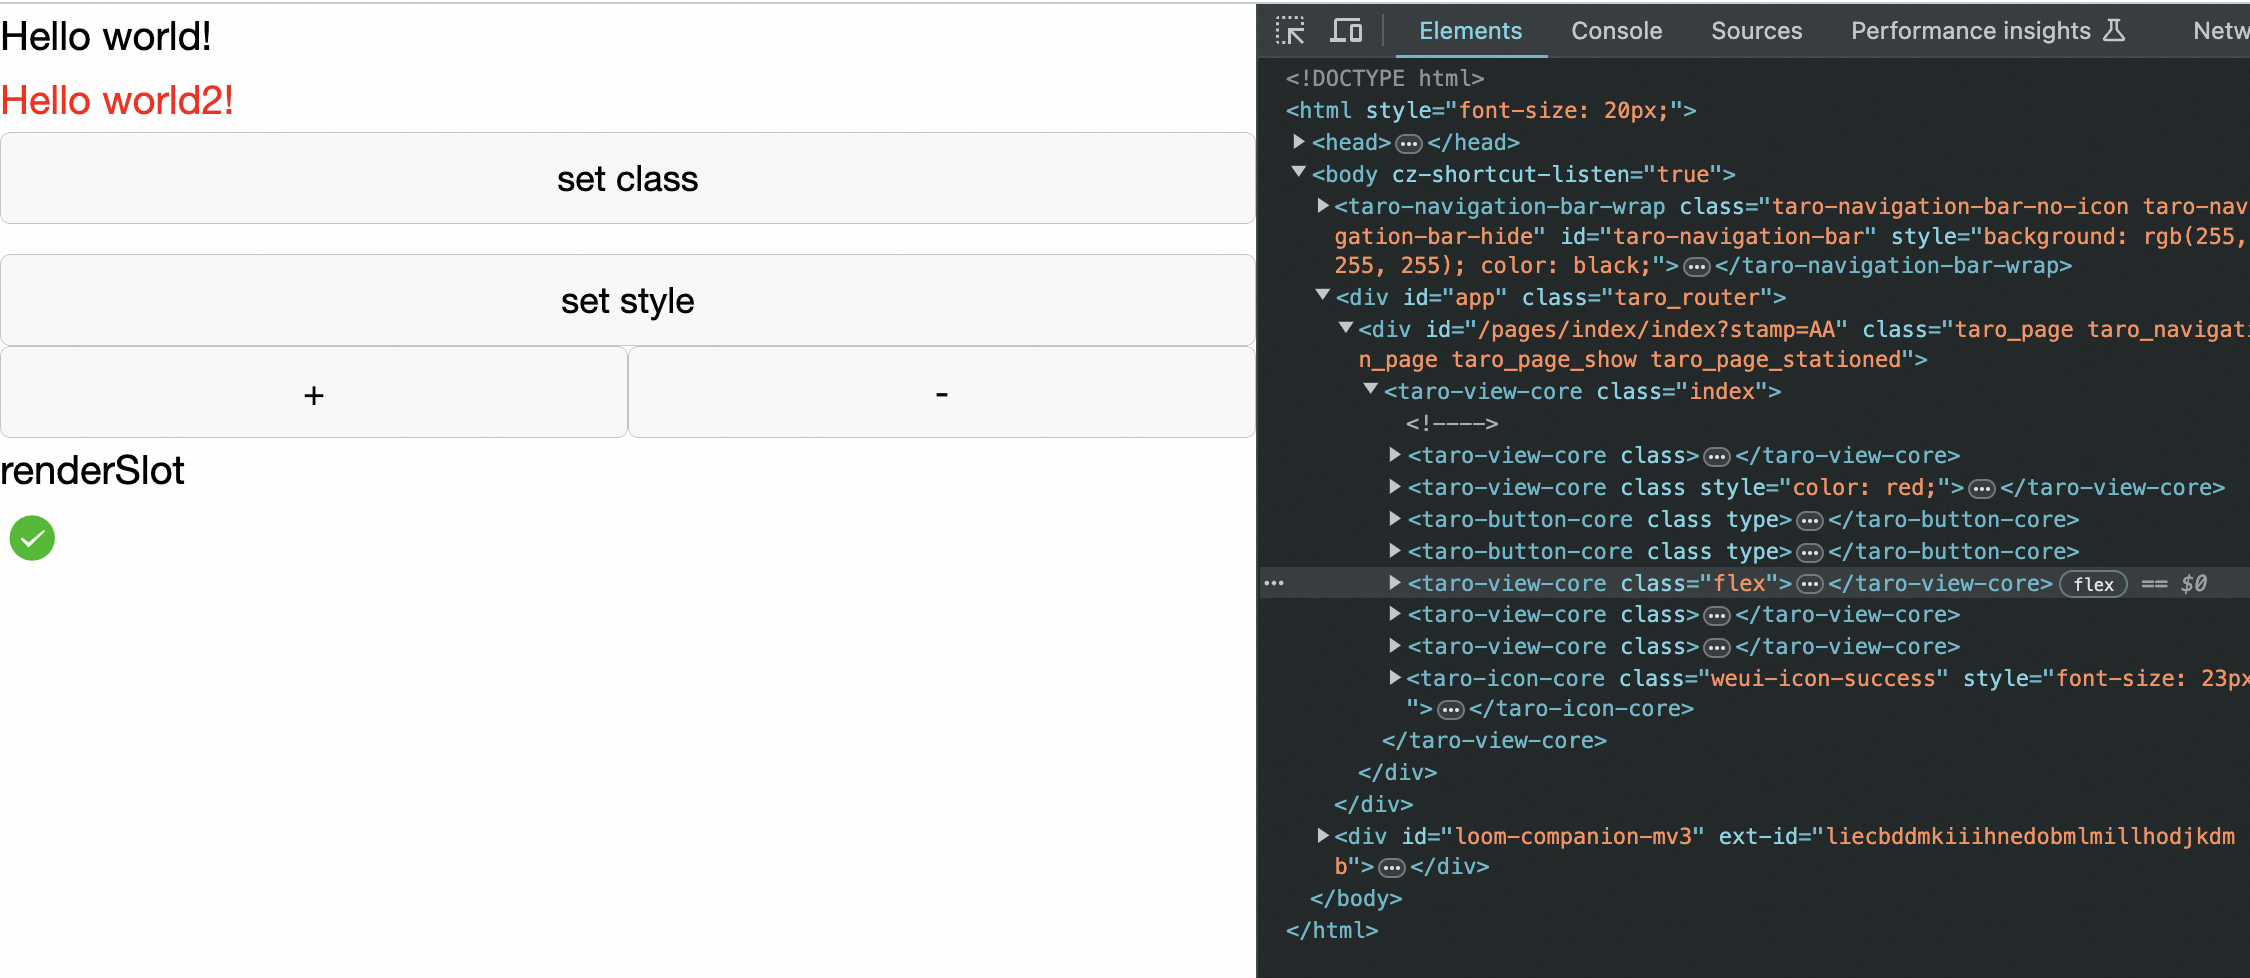 Hello world!
Hello world2!
set class
set style
+
-
renderSlot
Elements Console Sources Performance insights Netw
<!DOCTYPE html>
<html style="font-size: 20px;">
<head>…</head>
<body cz-shortcut-listen="true">
<taro-navigation-bar-wrap class="taro-navigation-bar-no-icon taro-nav
gation-bar-hide" id="taro-navigation-bar" style="background: rgb(255,
255, 255); color: black;">…</taro-navigation-bar-wrap>
<div id="app" class="taro_router">
<div id="/pages/index/index?stamp=AA" class="taro_page taro_navigati
n_page taro_page_show taro_page_stationed">
<taro-view-core class="index">
<!---->
<taro-view-core class>…</taro-view-core>
<taro-view-core class style="color: red;">…</taro-view-core>
<taro-button-core class type>…</taro-button-core>
<taro-button-core class type>…</taro-button-core>
<taro-view-core class="flex">…</taro-view-core> flex == $0
<taro-view-core class>…</taro-view-core>
<taro-view-core class>…</taro-view-core>
<taro-icon-core class="weui-icon-success" style="font-size: 23px
">…</taro-icon-core>
</taro-view-core>
</div>
</div>
<div id="loom-companion-mv3" ext-id="liecbddmkiiihnedobmlmillhodjkdm
b">…</div>
</body>
</html>